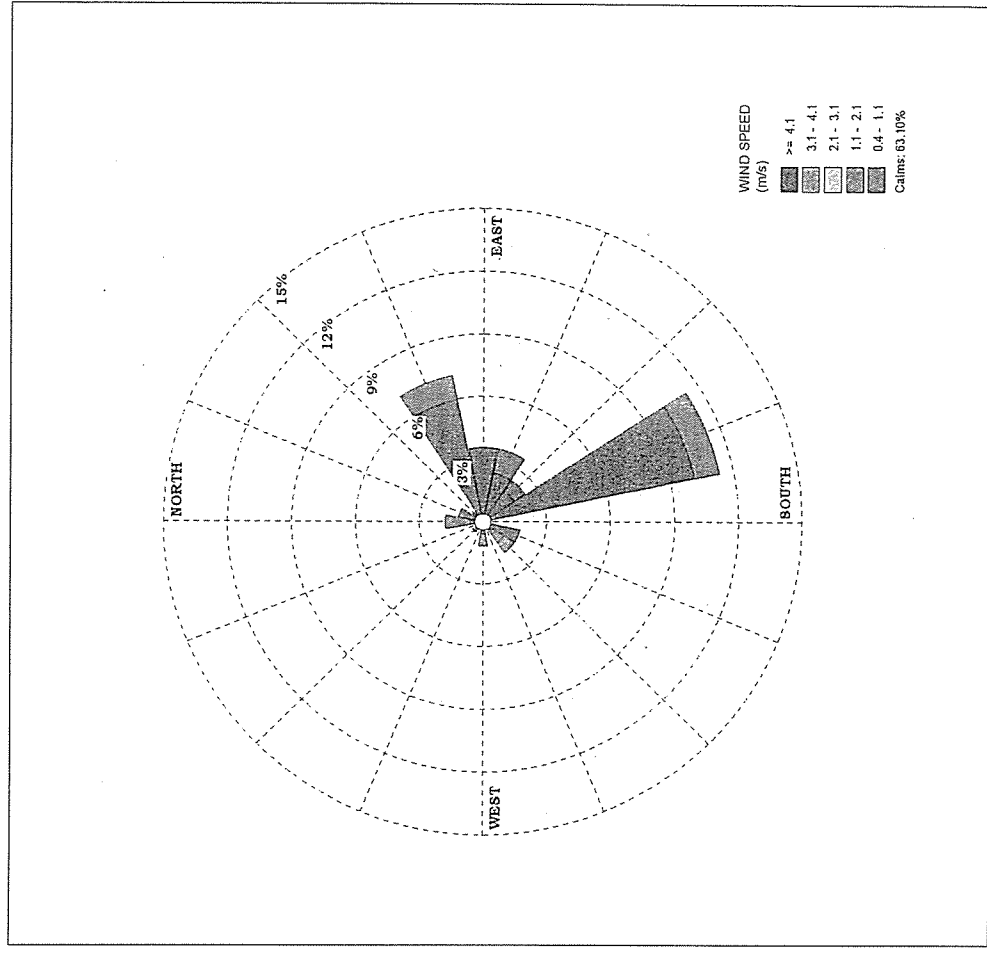 NORTH
15%
12%
9%
6%
3%
WEST
EAST
SOUTH
WIND SPEED
(m/s)
>= 4.1
3.1 - 4.1
2.1 - 3.1
1.1 - 2.1
0.4 - 1.1
Calms: 63.10%